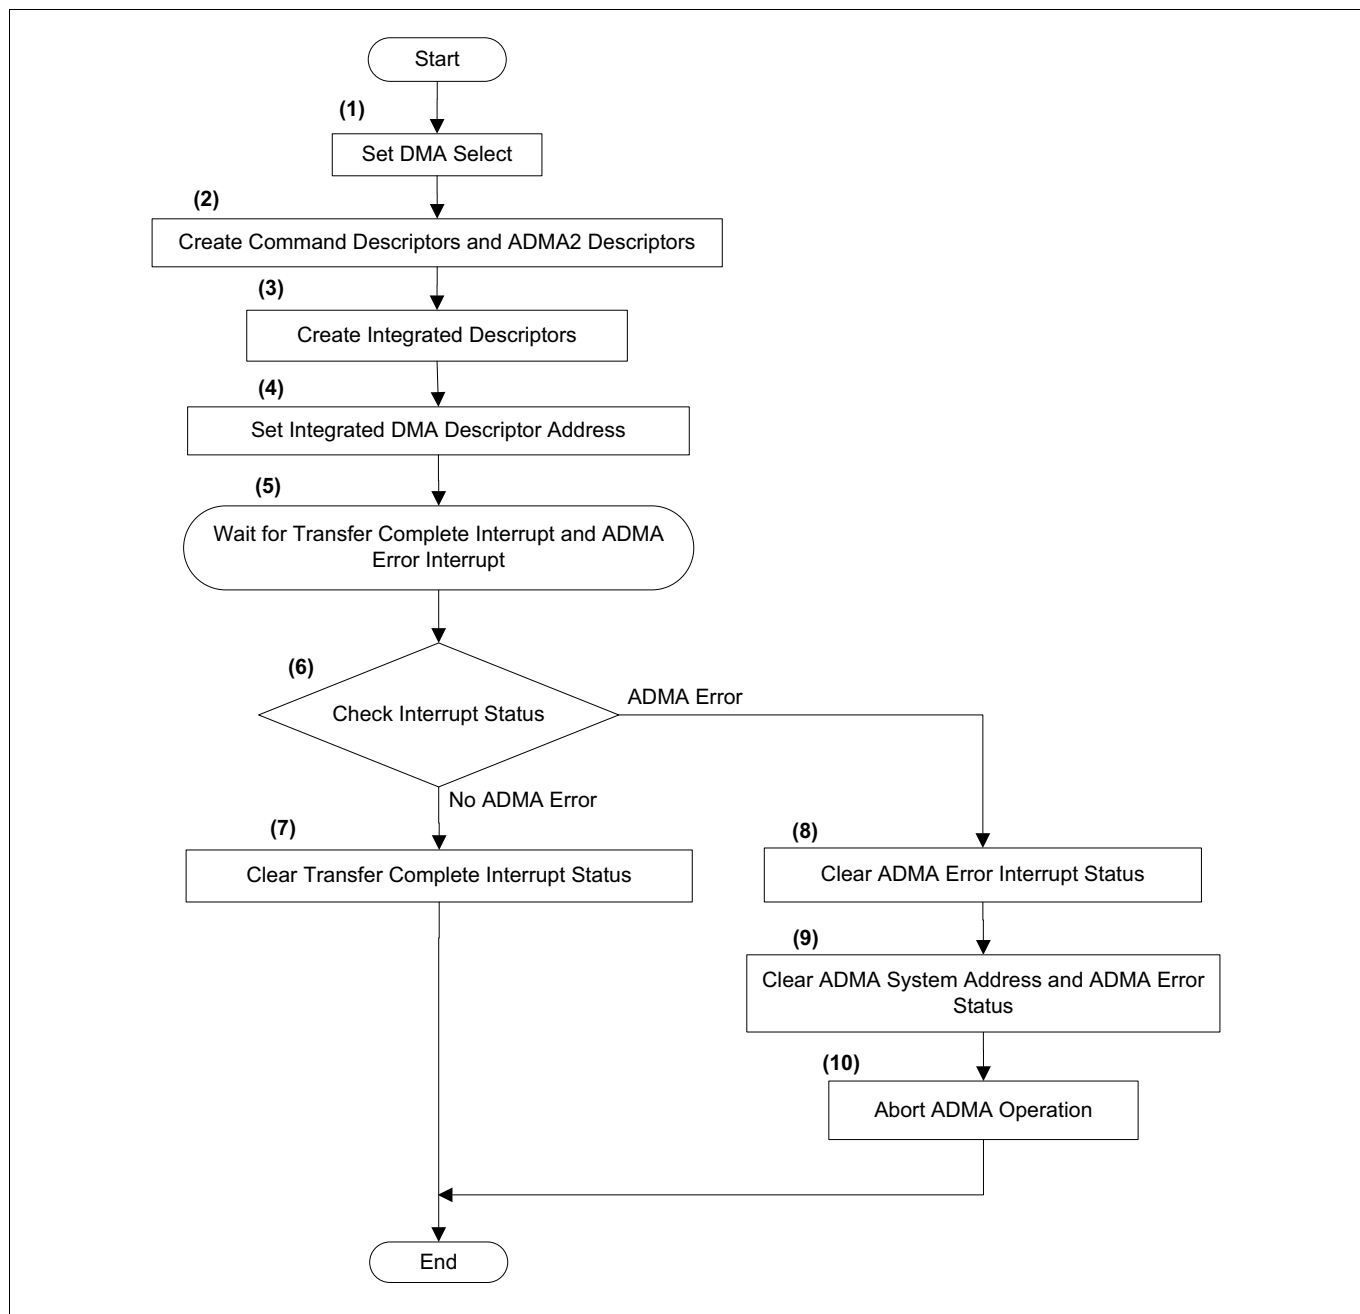 Start
(1)
Set DMA Select
(2)
Create Command Descriptors and ADMA2 Descriptors
(3)
Create Integrated Descriptors
(4)
Set Integrated DMA Descriptor Address
(5)
Wait for Transfer Complete Interrupt and ADMA
Error Interrupt
(6)
Check Interrupt Status
ADMA Error
No ADMA Error
(7)
Clear Transfer Complete Interrupt Status
(8)
Clear ADMA Error Interrupt Status
(9)
Clear ADMA System Address and ADMA Error
Status
(10)
Abort ADMA Operation
End